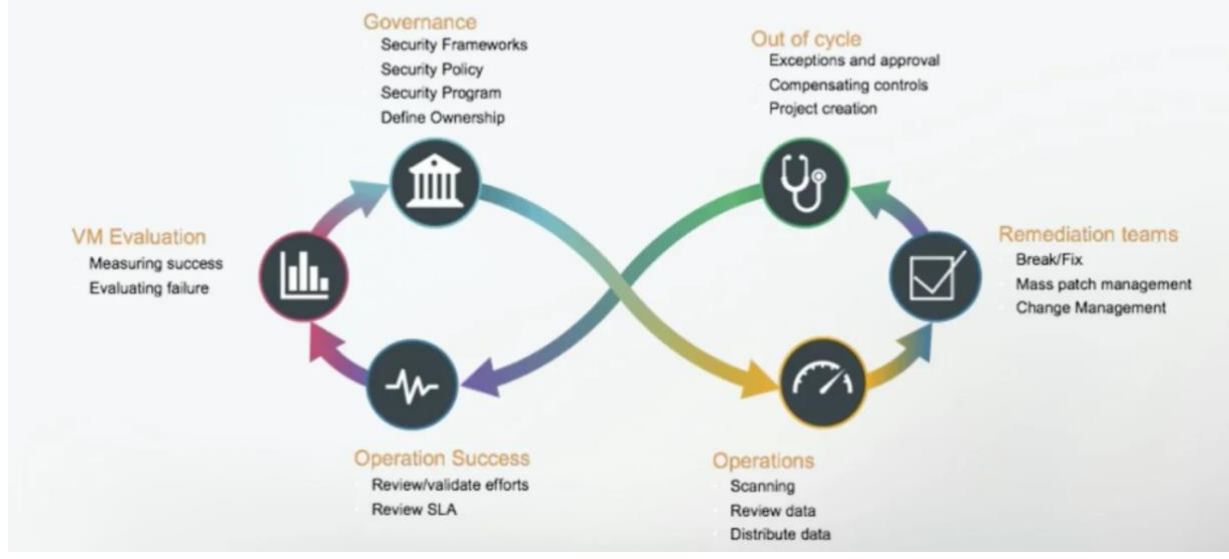 Governance
Security Frameworks
Security Policy
Security Program
Define Ownership
Out of cycle
Exceptions and approval
Compensating controls
Project creation
VM Evaluation
Measuring success
Evaluating failure
Remediation teams
Break/Fix
Mass patch management
Change Management
Operation Success
Review/validate efforts
Review SLA
Operations
Scanning
Review data
Distribute data